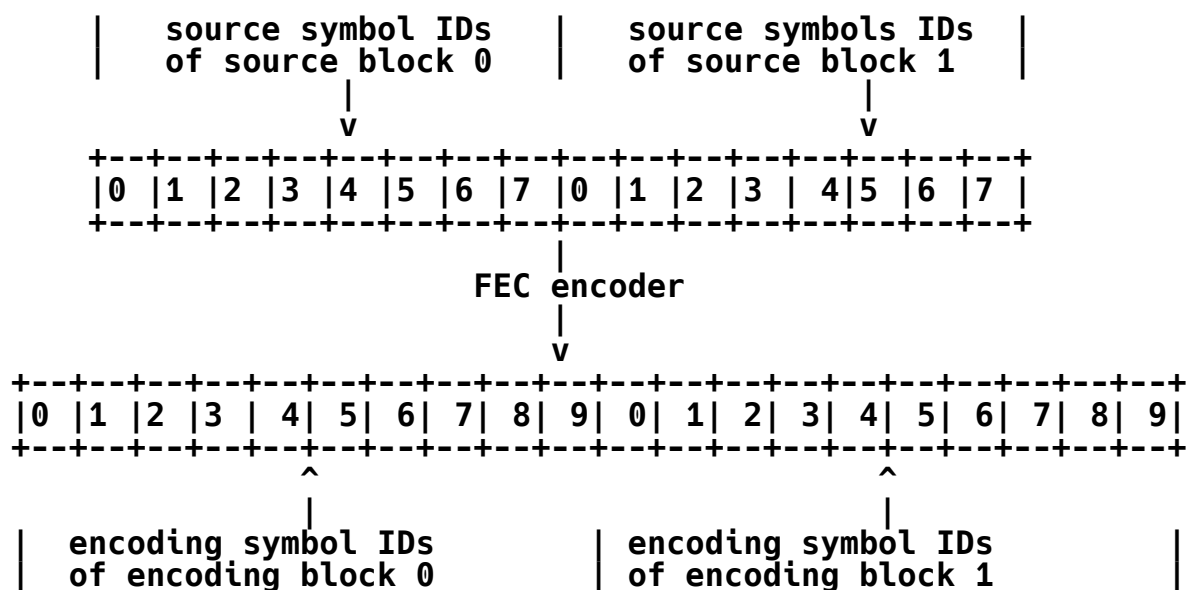 |   source symbol IDs   |   source symbols IDs  |
|   of source block 0   |   of source block 1   |
            |                          |
            v                          v
+--+--+--+--+--+--+--+--+--+--+--+--+--+--+--+--+
|0 |1 |2 |3 |4 |5 |6 |7 |0 |1 |2 |3 | 4|5 |6 |7 |
+--+--+--+--+--+--+--+--+--+--+--+--+--+--+--+--+
                        |
                    FEC encoder
                        |
                        v
+--+--+--+--+--+--+--+--+--+--+--+--+--+--+--+--+--+--+--+--+
|0 |1 |2 |3 | 4| 5| 6| 7| 8| 9| 0| 1| 2| 3| 4| 5| 6| 7| 8| 9|
+--+--+--+--+--+--+--+--+--+--+--+--+--+--+--+--+--+--+--+--+
               ^                             ^
               |                             |
|  encoding symbol IDs        | encoding symbol IDs         |
|  of encoding block 0        | of encoding block 1         |